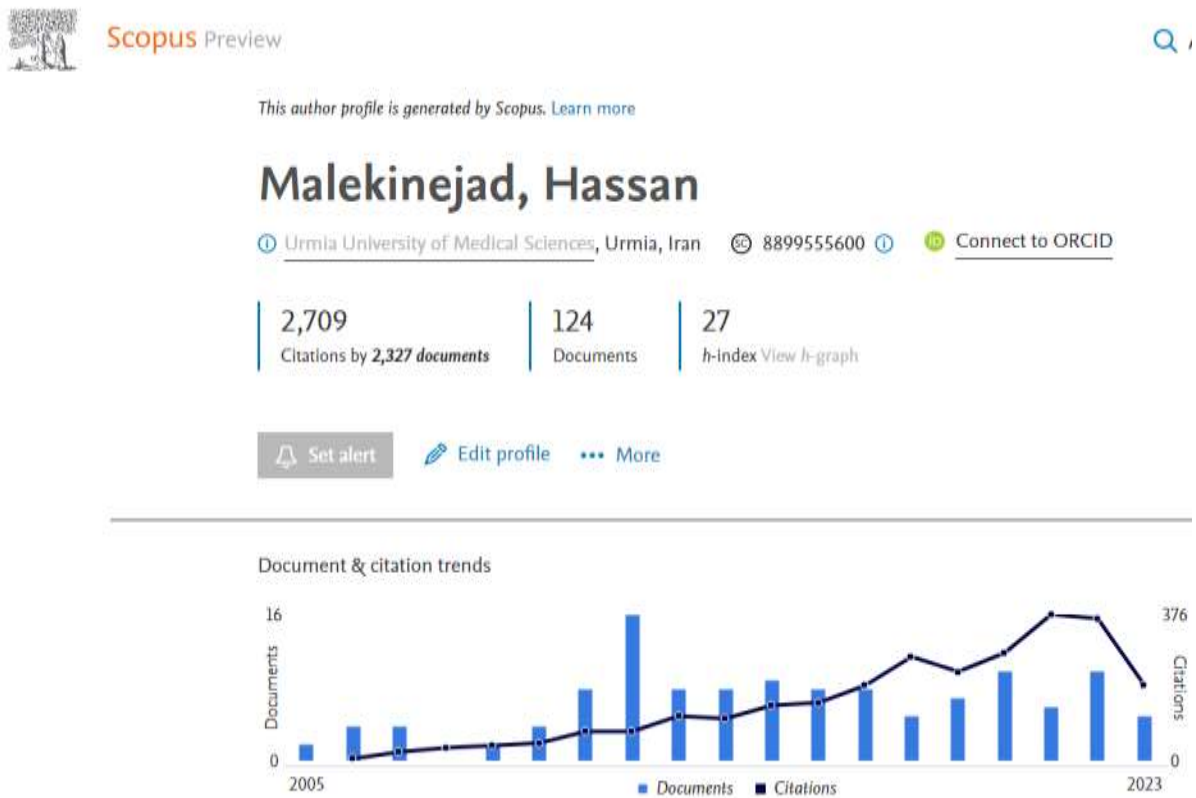 Scopus Preview
This author profile is generated by Scopus. Learn more
Malekinejad, Hassan
Urmia University of Medical Sciences, Urmia, Iran SC 8899555600 iD Connect to ORCID
2,709 124 27
Citations by 2,327 documents Documents h-index View h-graph
Set alert Edit profile ••• More
Document & citation trends
16 376
Documents Citations
0 0
2005 Documents Citations 2023